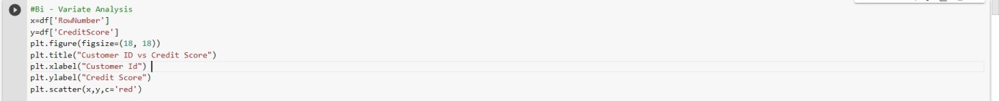 #Bi - Variate Analysis
x=df['RowNumber']
y=df['CreditScore']
plt.figure(figsize=(18, 18))
plt.title("Customer ID vs Credit Score")
plt.xlabel("Customer Id")
plt.ylabel("Credit Score")
plt.scatter(x,y,c='red')